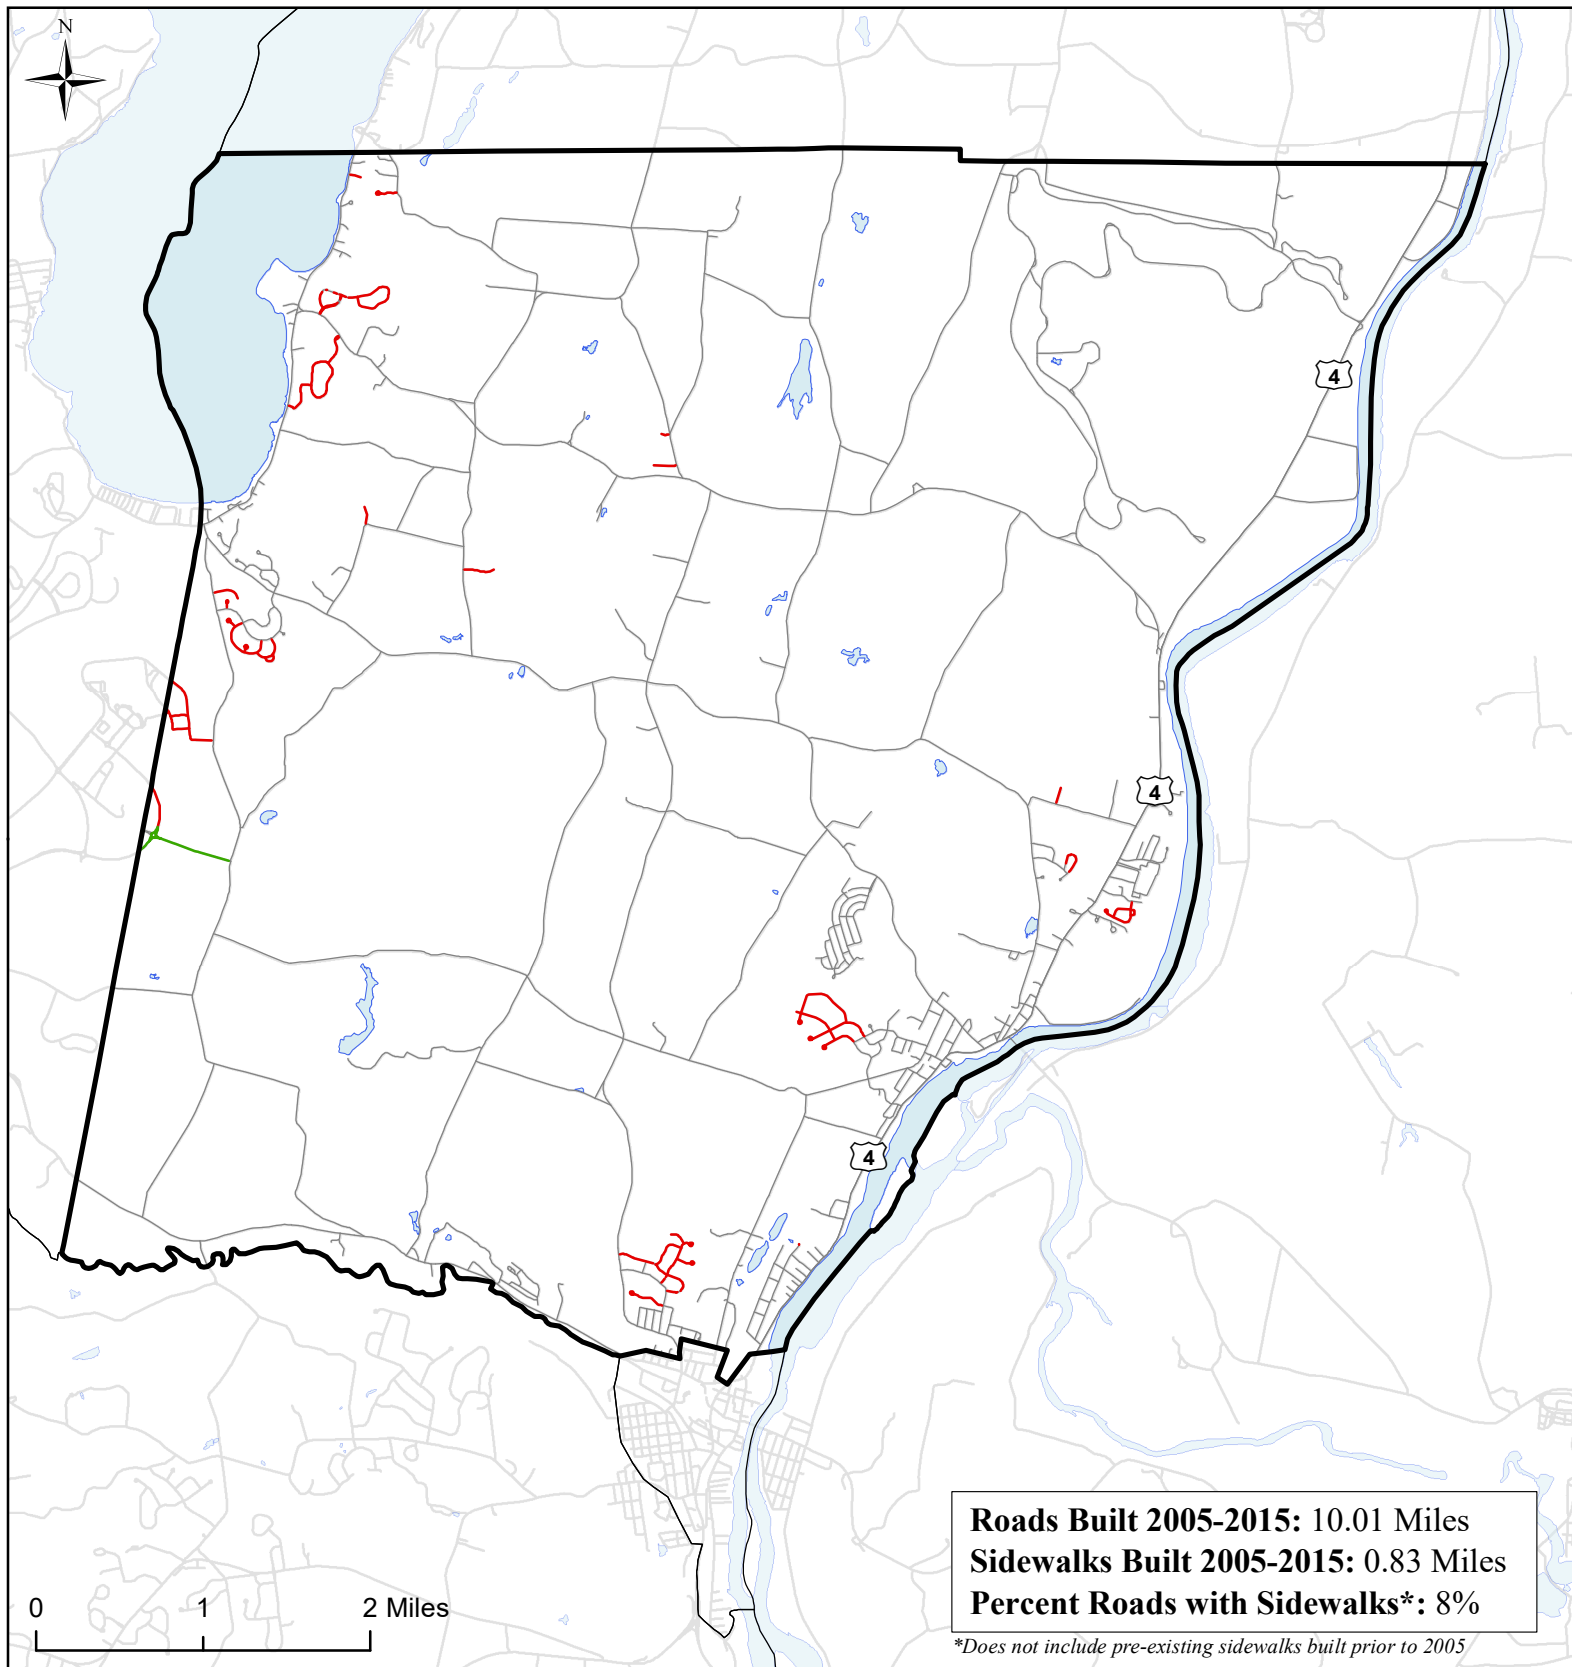 N
4
4
4
Roads Built 2005-2015: 10.01 Miles
Sidewalks Built 2005-2015: 0.83 Miles
Percent Roads with Sidewalks*: 8%
*Does not include pre-existing sidewalks built prior to 2005
0 1 2 Miles